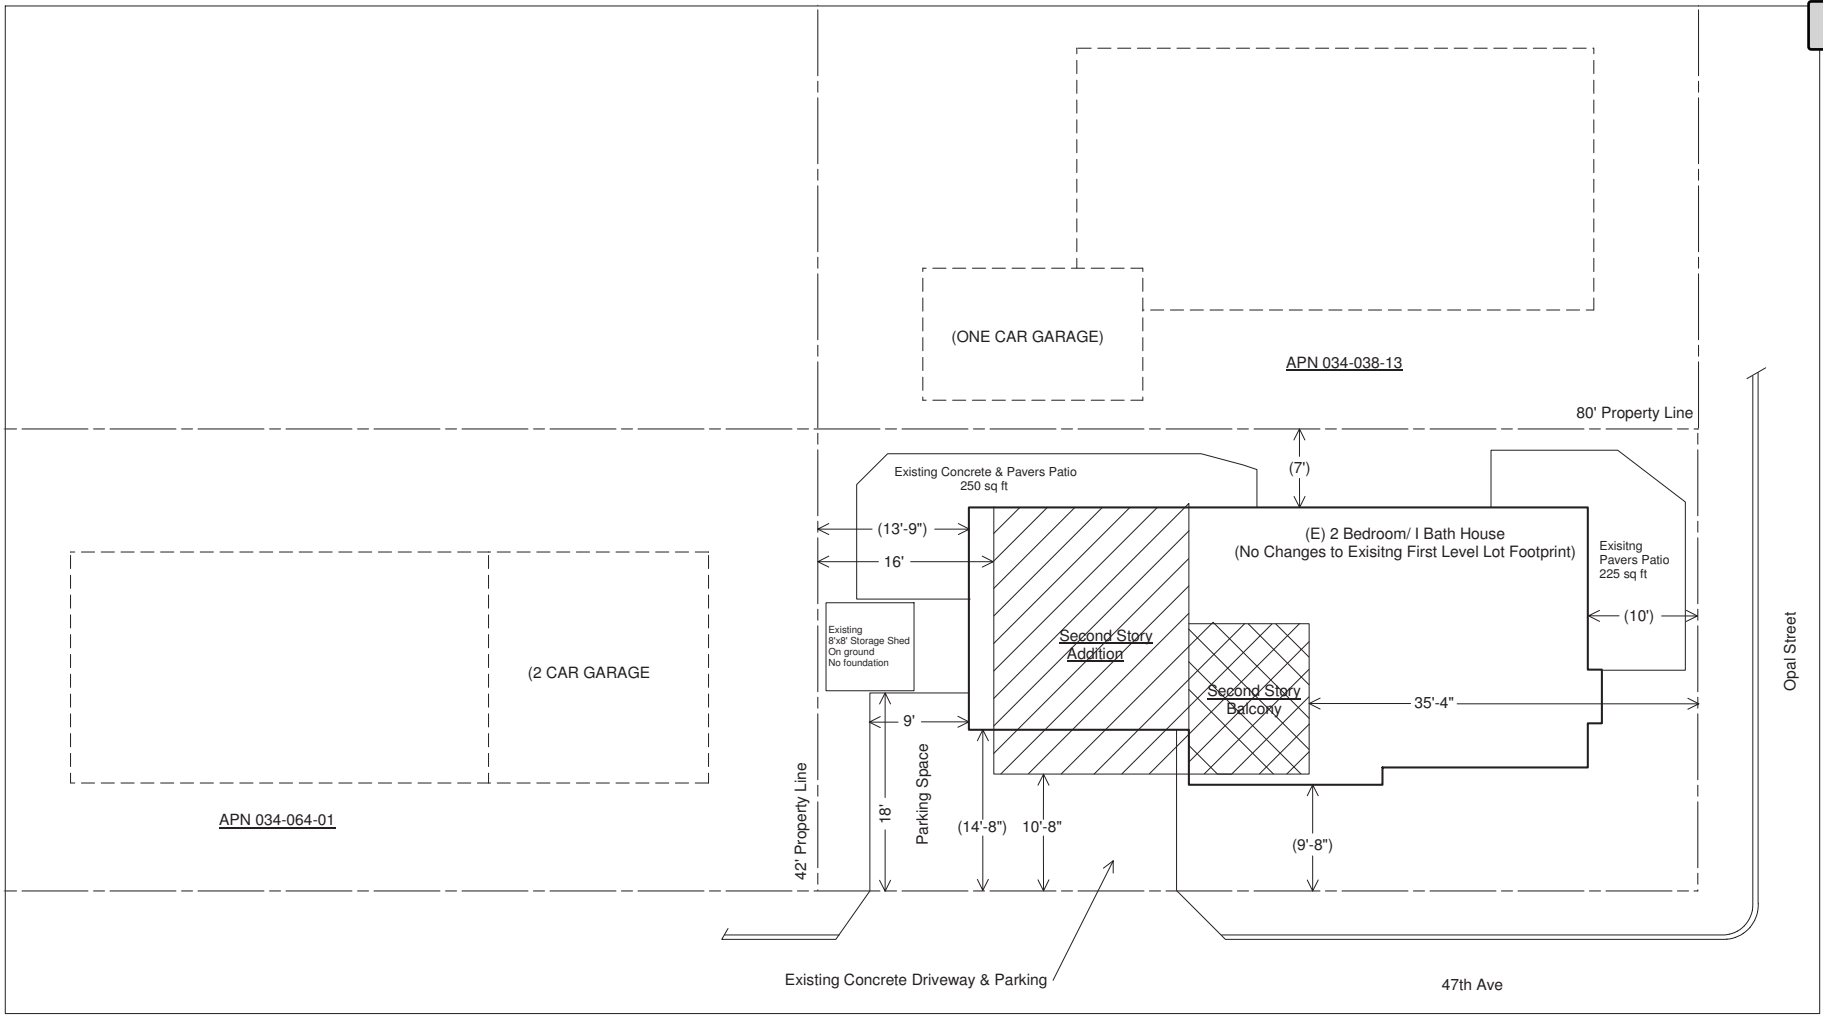 (ONE CAR GARAGE)
APN 034-038-13
80' Property Line
Existing Concrete & Pavers Patio
250 sq ft
(7')
(13'-9")
16'
(E) 2 Bedroom/ I Bath House
(No Changes to Exisitng First Level Lot Footprint)
Exisitng
Pavers Patio
225 sq ft
(10')
Existing
8'x8' Storage Shed
On ground
No foundation
Second Story
Addition
(2 CAR GARAGE
Second Story
Balcony
35'-4"
Opal Street
9'
18'
Parking Space
42' Property Line
(14'-8")
10'-8"
(9'-8")
APN 034-064-01
Existing Concrete Driveway & Parking
47th Ave